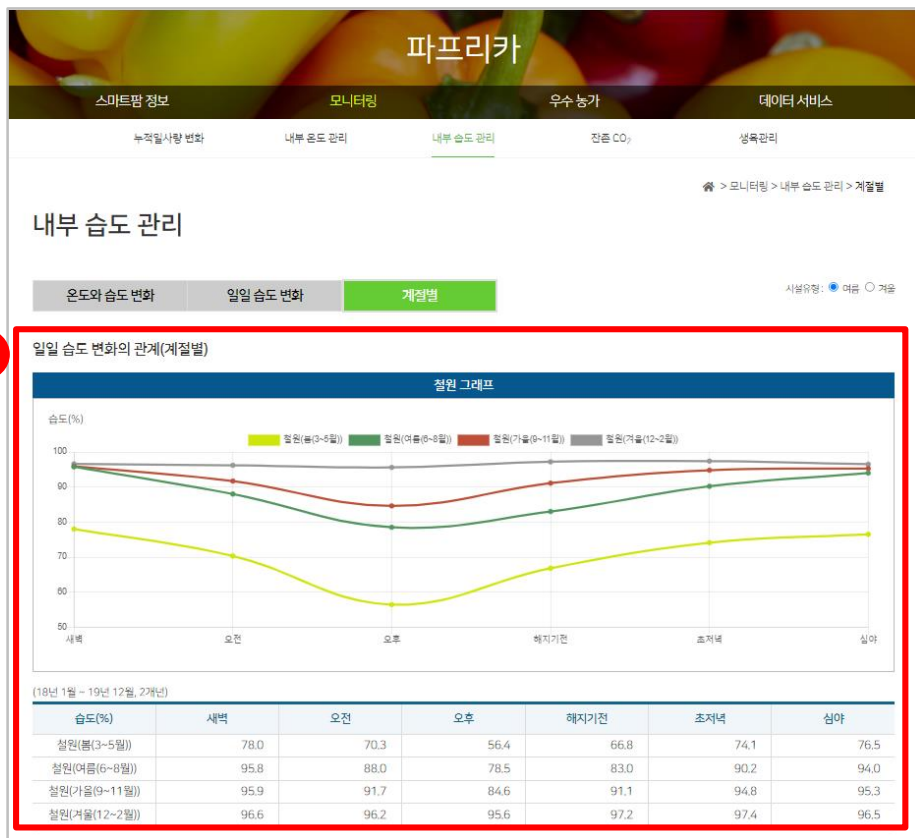 파프리카
스마트팜 정보 모니터링 우수 농가 데이터 서비스
누적일사량 변화 내부 온도 관리 내부 습도 관리 잔존 CO₂ 생육관리
> 모니터링 > 내부 습도 관리 > 계절별
내부 습도 관리
온도와 습도 변화 일일 습도 변화 계절별
시설유형: 여름 겨울
일일 습도 변화의 관계(계절별)
철원 그래프
습도(%)
철원(봄(3~5월)) 철원(여름(6~8월)) 철원(가을(9~11월)) 철원(겨울(12~2월))
100
90
80
70
60
50
새벽 오전 오후 해지기전 초저녁 심야
(18년 1월 ~ 19년 12월, 2개년)
습도(%) 새벽 오전 오후 해지기전 초저녁 심야
철원(봄(3~5월)) 78.0 70.3 56.4 66.8 74.1 76.5
철원(여름(6~8월)) 95.8 88.0 78.5 83.0 90.2 94.0
철원(가을(9~11월)) 95.9 91.7 84.6 91.1 94.8 95.3
철원(겨울(12~2월)) 96.6 96.2 95.6 97.2 97.4 96.5